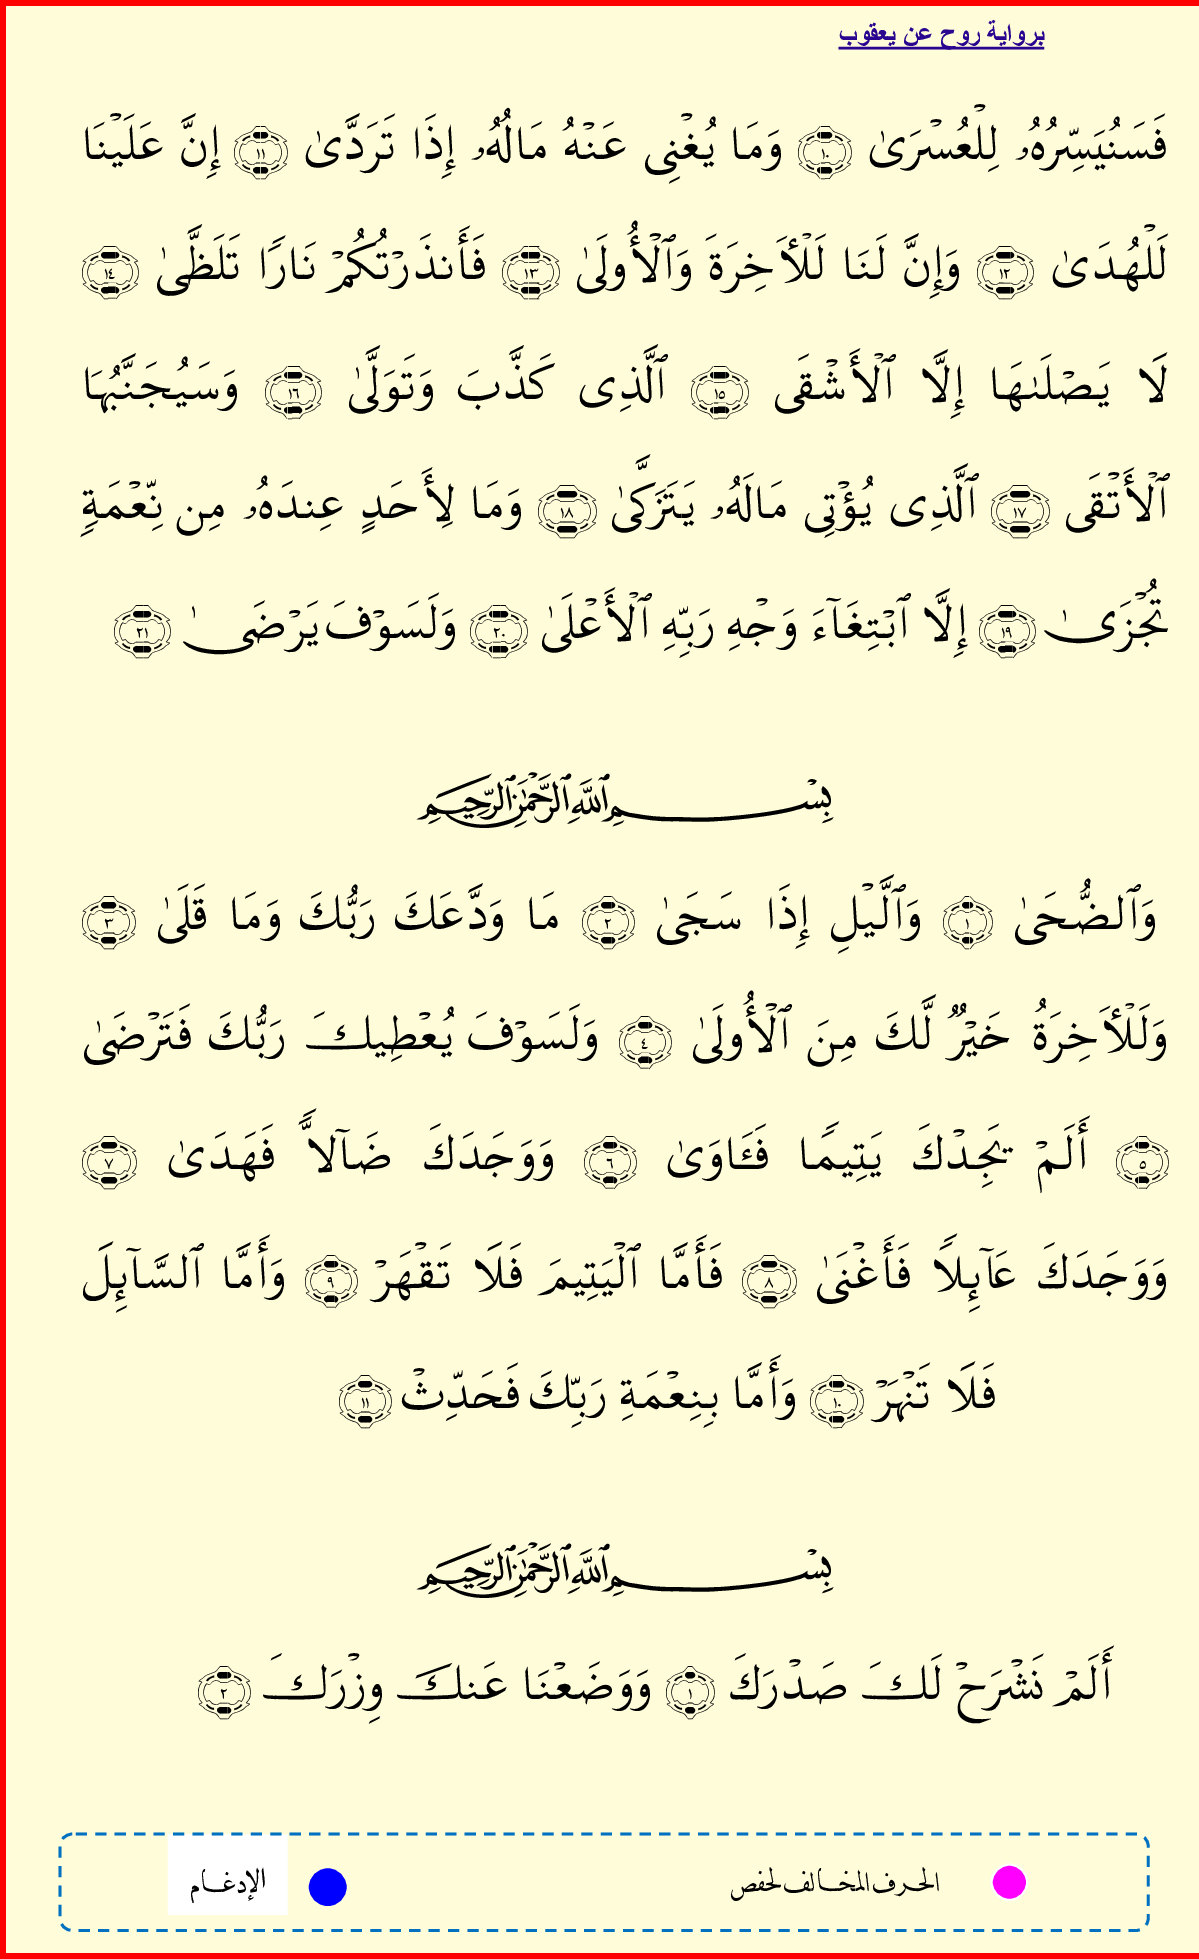 برواية روح عن يعقوب
فَسَنُيَسِّرُهُۥ لِلْعُسْرَىٰ ١٠ وَمَا يُغْنِى عَنْهُ مَالُهُۥ إِذَا تَرَدَّىٰ ١١ إِنَّ عَلَيْنَا
لَلْهُدَىٰ ١٢ وَإِنَّ لَنَا لَلْأَخِرَةَ وَٱلْأُولَىٰ ١٣ فَأَنذَرْتُكُمْ نَارًا تَلَظَّىٰ ١٤
لَا يَصْلَىٰهَا إِلَّا ٱلْأَشْقَى ١٥ ٱلَّذِى كَذَّبَ وَتَوَلَّىٰ ١٦ وَسَيُجَنَّبُهَا
ٱلْأَتْقَى ١٧ ٱلَّذِى يُؤْتِى مَالَهُۥ يَتَزَكَّىٰ ١٨ وَمَا لِأَحَدٍ عِندَهُۥ مِن نِّعْمَةٍ
تُجْزَىٰ ١٩ إِلَّا ٱبْتِغَآءَ وَجْهِ رَبِّهِ ٱلْأَعْلَىٰ ٢٠ وَلَسَوْفَ يَرْضَىٰ ٢١
بِسْمِ ٱللَّهِ ٱلرَّحْمَٰنِ ٱلرَّحِيمِ
وَٱلضُّحَىٰ ١ وَٱلَّيْلِ إِذَا سَجَىٰ ٢ مَا وَدَّعَكَ رَبُّكَ وَمَا قَلَىٰ ٣
وَلَلْأَخِرَةُ خَيْرٌ لَّكَ مِنَ ٱلْأُولَىٰ ٤ وَلَسَوْفَ يُعْطِيكَ رَبُّكَ فَتَرْضَىٰ
٥ أَلَمْ يَجِدْكَ يَتِيمًا فَـَٔاوَىٰ ٦ وَوَجَدَكَ ضَآلًّا فَهَدَىٰ ٧
وَوَجَدَكَ عَآئِلًا فَأَغْنَىٰ ٨ فَأَمَّا ٱلْيَتِيمَ فَلَا تَقْهَرْ ٩ وَأَمَّا ٱلسَّآئِلَ
فَلَا تَنْهَرْ ١٠ وَأَمَّا بِنِعْمَةِ رَبِّكَ فَحَدِّثْ ١١
بِسْمِ ٱللَّهِ ٱلرَّحْمَٰنِ ٱلرَّحِيمِ
أَلَمْ نَشْرَحْ لَكَ صَدْرَكَ ١ وَوَضَعْنَا عَنكَ وِزْرَكَ ٢
الحرف المخالف لحفص الإدغام